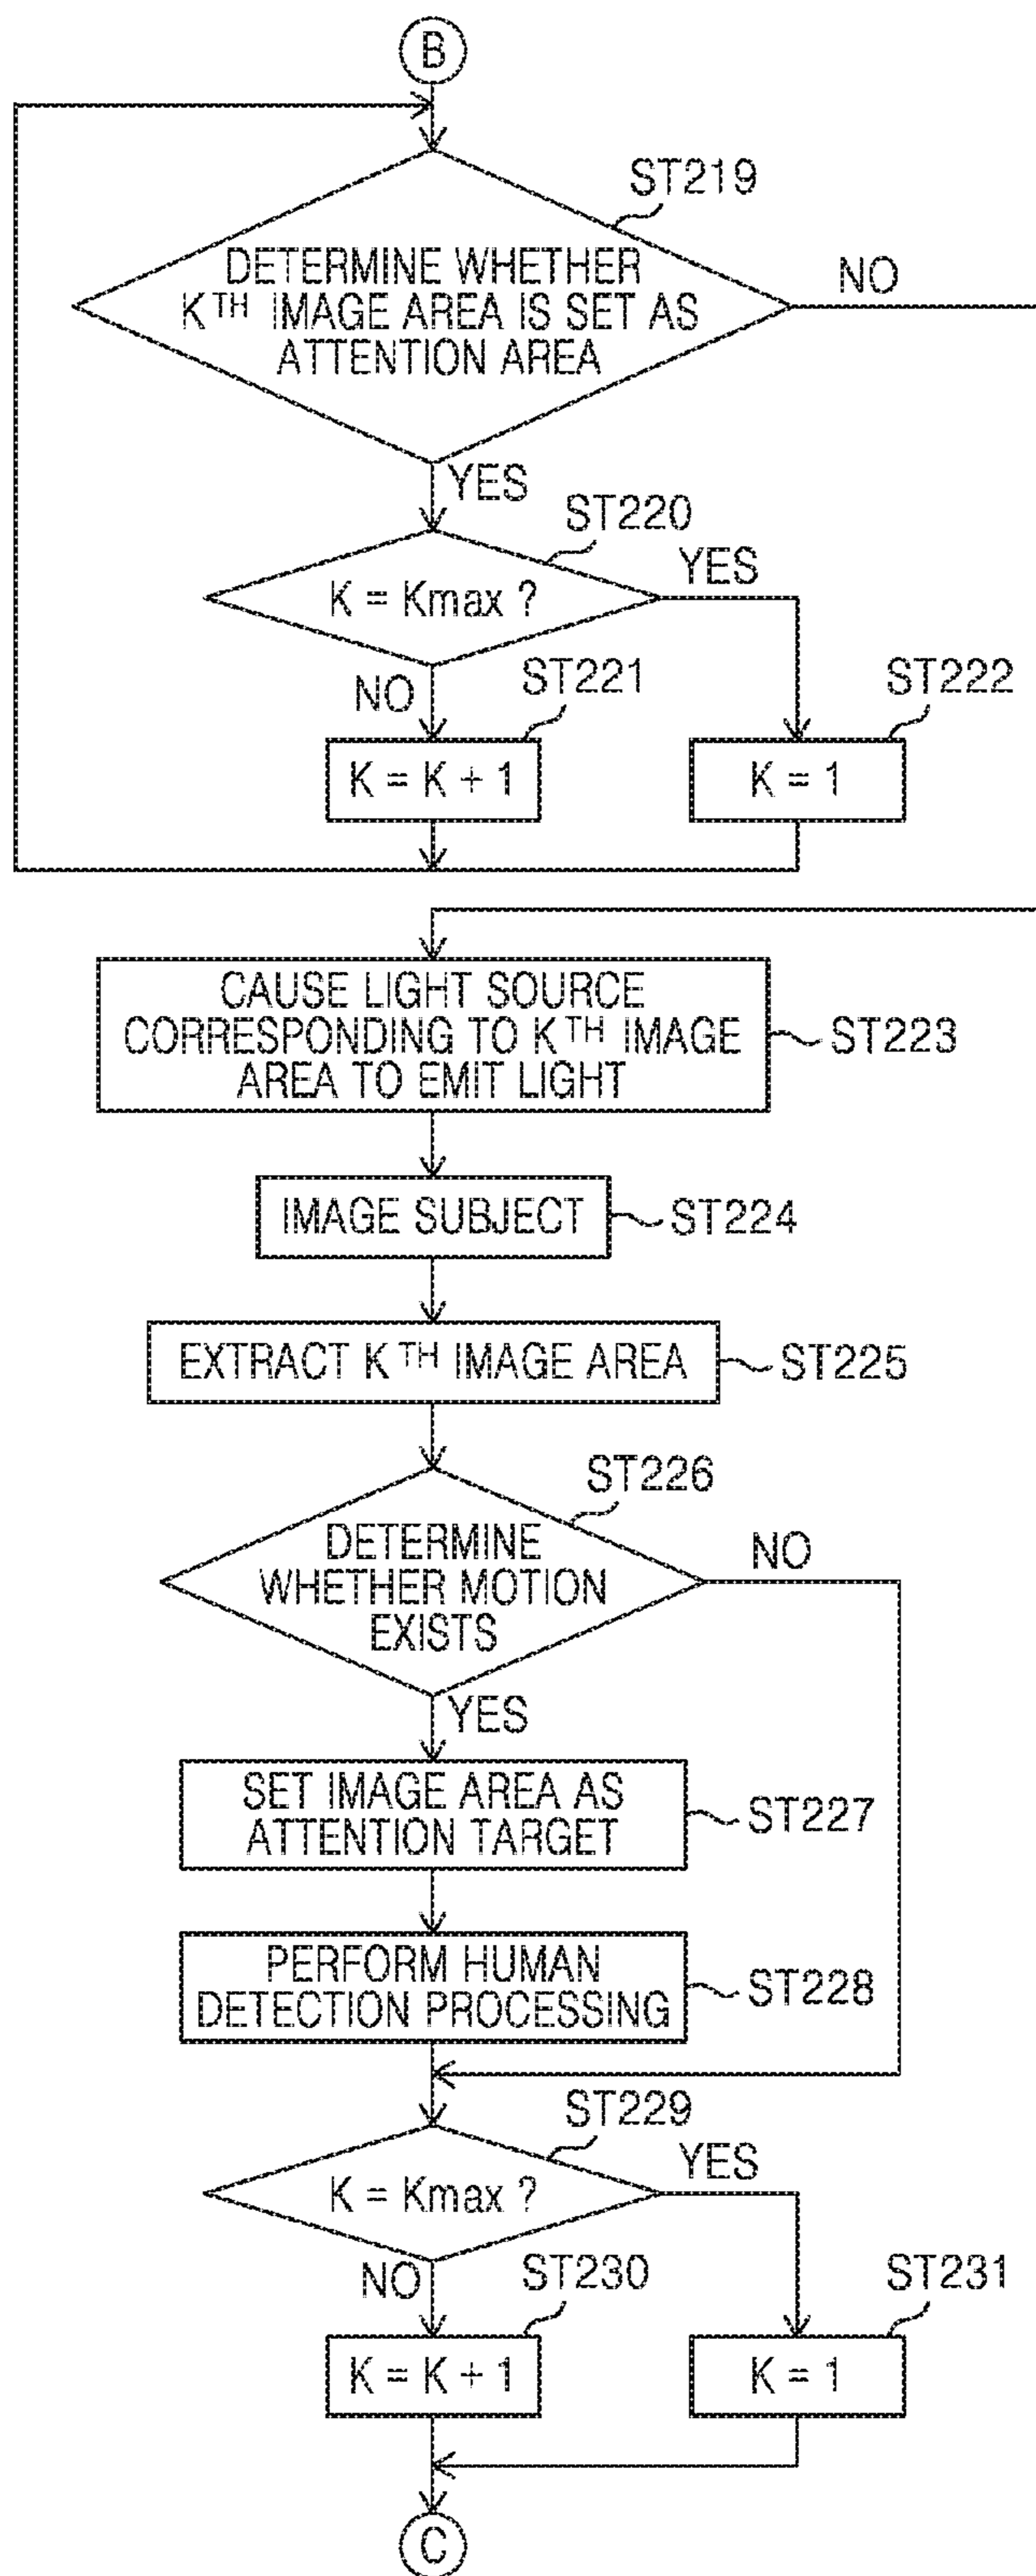 B
ST219
DETERMINE WHETHER
K TH IMAGE AREA IS SET AS
ATTENTION AREA
NO
YES
ST220
K = Kmax ?
YES
NO
ST221
ST222
K = K + 1
K = 1
CAUSE LIGHT SOURCE
CORRESPONDING TO K TH IMAGE
AREA TO EMIT LIGHT
ST223
IMAGE SUBJECT
ST224
EXTRACT K TH IMAGE AREA
ST225
ST226
DETERMINE
WHETHER MOTION
EXISTS
NO
YES
SET IMAGE AREA AS
ATTENTION TARGET
ST227
PERFORM HUMAN
DETECTION PROCESSING
ST228
ST229
K = Kmax ?
YES
NO
ST230
ST231
K = K + 1
K = 1
C